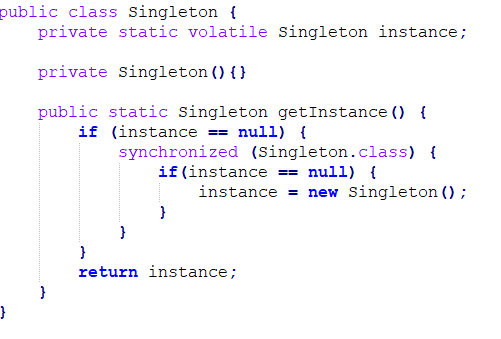 public class Singleton {
private static volatile Singleton instance;
private Singleton(){}
public static Singleton getInstance() {
if (instance == null) {
synchronized (Singleton.class) {
if(instance == null) {
instance = new Singleton();
}
}
}
return instance;
}
}